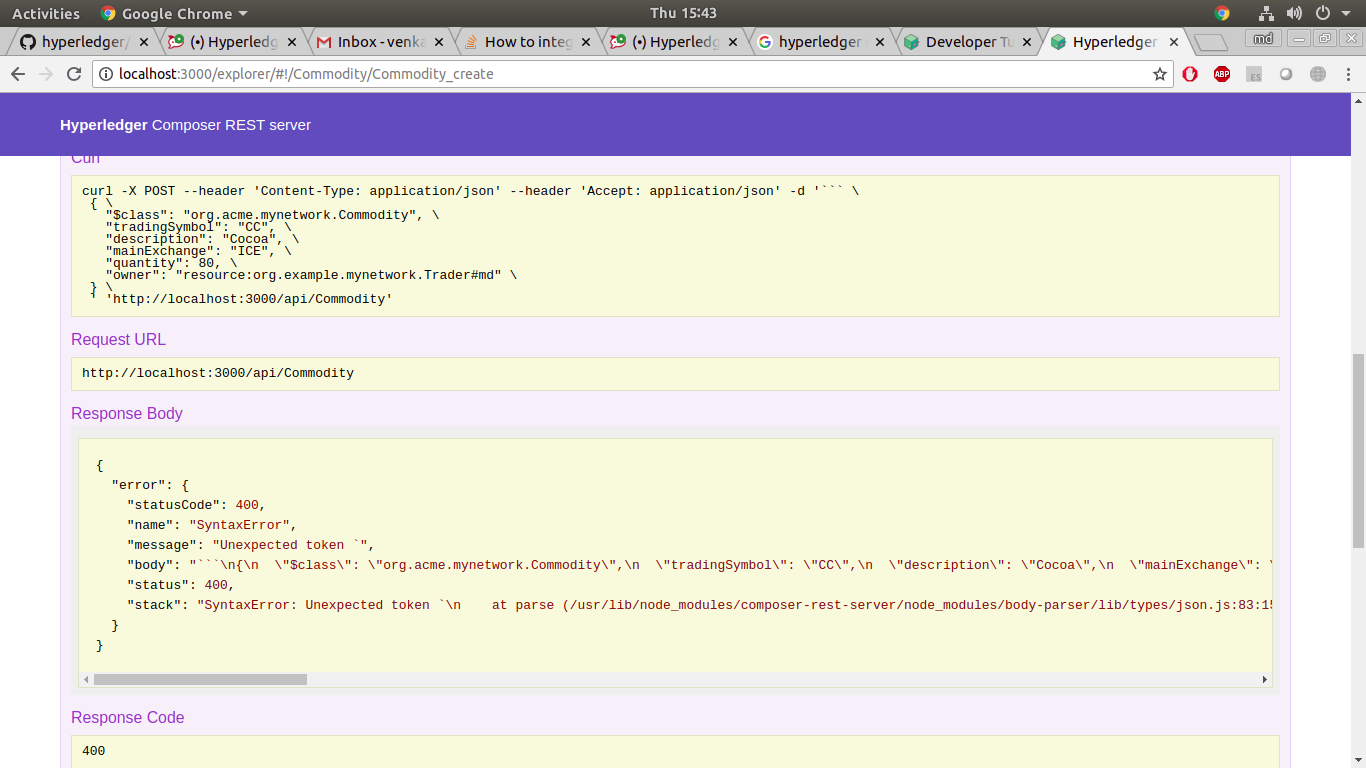 Activities Google Chrome Thu 15:43
hyperledger/ (•) Hyperledg Inbox - venka How to integ (•) Hyperledg hyperledger Developer Tu Hyperledger md
localhost:3000/explorer/#!/Commodity/Commodity_create ABP ES
Hyperledger Composer REST server
Curl
curl -X POST --header 'Content-Type: application/json' --header 'Accept: application/json' -d '``` \
{ \
"$class": "org.acme.mynetwork.Commodity", \
"tradingSymbol": "CC", \
"description": "Cocoa", \
"mainExchange": "ICE", \
"quantity": 80, \
"owner": "resource:org.example.mynetwork.Trader#md" \
} \
' 'http://localhost:3000/api/Commodity'
Request URL
http://localhost:3000/api/Commodity
Response Body
{
"error": {
"statusCode": 400,
"name": "SyntaxError",
"message": "Unexpected token `",
"body": "```\n{\n  \"$class\": \"org.acme.mynetwork.Commodity\",\n  \"tradingSymbol\": \"CC\",\n  \"description\": \"Cocoa\",\n  \"mainExchange\": \
"status": 400,
"stack": "SyntaxError: Unexpected token `\n    at parse (/usr/lib/node_modules/composer-rest-server/node_modules/body-parser/lib/types/json.js:83:15
}
}
Response Code
400